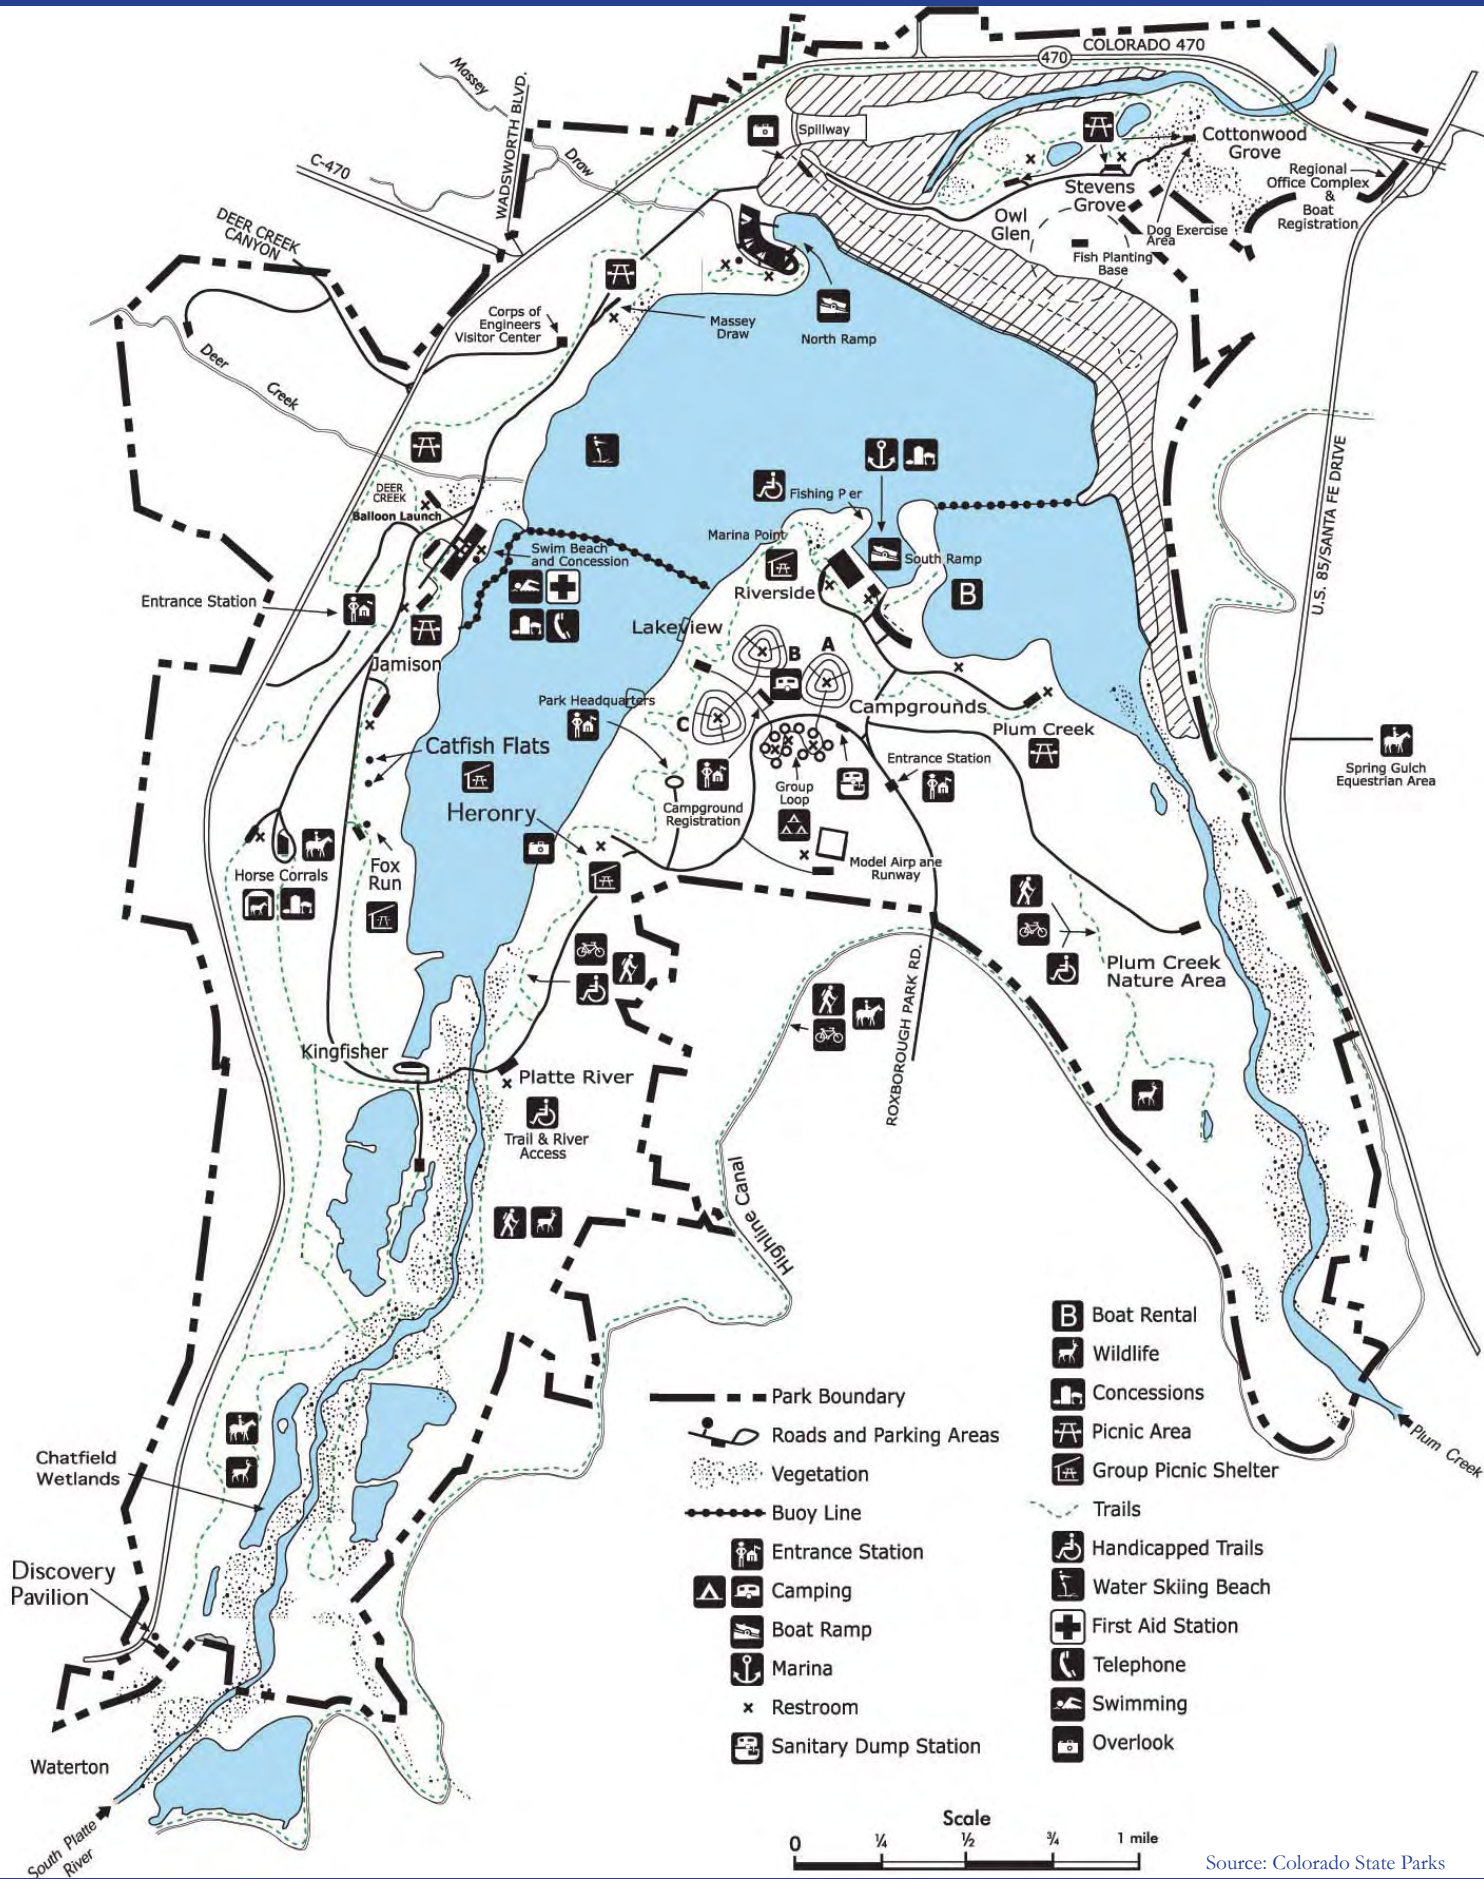 COLORADO 470
470
Massey
Draw
WADSWORTH BLVD.
C-470
DEER CREEK
CANYON
Spillway
Cottonwood
Grove
Regional
Office Complex
&
Boat
Registration
Stevens
Grove
Owl
Glen
Dog Exercise
Area
Fish Planting
Base
Corps of
Engineers
Visitor Center
Massey
Draw
North Ramp
Deer
Creek
U.S. 85/SANTA FE DRIVE
DEER
CREEK
Balloon Launch
Fishing P er
Marina Point
South Ramp
Swim Beach
and Concession
Riverside
B
Entrance Station
Lakeview
B
A
Jamison
Park Headquarters
C
Campgrounds
Plum Creek
Catfish Flats
Entrance Station
Spring Gulch
Equestrian Area
Group
Loop
Heronry
Campground
Registration
Model Airp ane
Runway
Fox
Run
Horse Corrals
Plum Creek
Nature Area
ROXBOROUGH PARK RD.
Kingfisher
Platte River
Trail & River
Access
Highline Canal
Chatfield
Wetlands
Discovery
Pavilion
Waterton
South Platte
River
Plum Creek
Park Boundary
Roads and Parking Areas
Vegetation
Buoy Line
Entrance Station
Camping
Boat Ramp
Marina
x Restroom
Sanitary Dump Station
B Boat Rental
Wildlife
Concessions
Picnic Area
Group Picnic Shelter
Trails
Handicapped Trails
Water Skiing Beach
First Aid Station
Telephone
Swimming
Overlook
Scale
0 ¼ ½ ¾ 1 mile
Source: Colorado State Parks